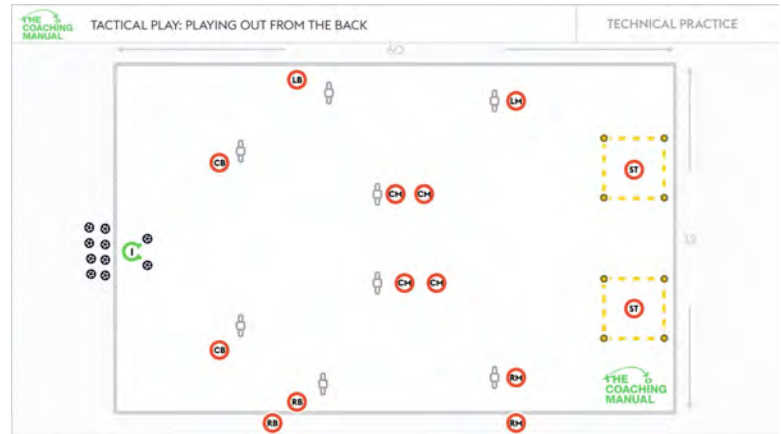 THE
COACHING
MANUAL
TACTICAL PLAY: PLAYING OUT FROM THE BACK
TECHNICAL PRACTICE
60
LB
LM
CB
ST
CM CM
1
CM CM
ST
CB
RM
RB
RB
RM
THE
COACHING
MANUAL